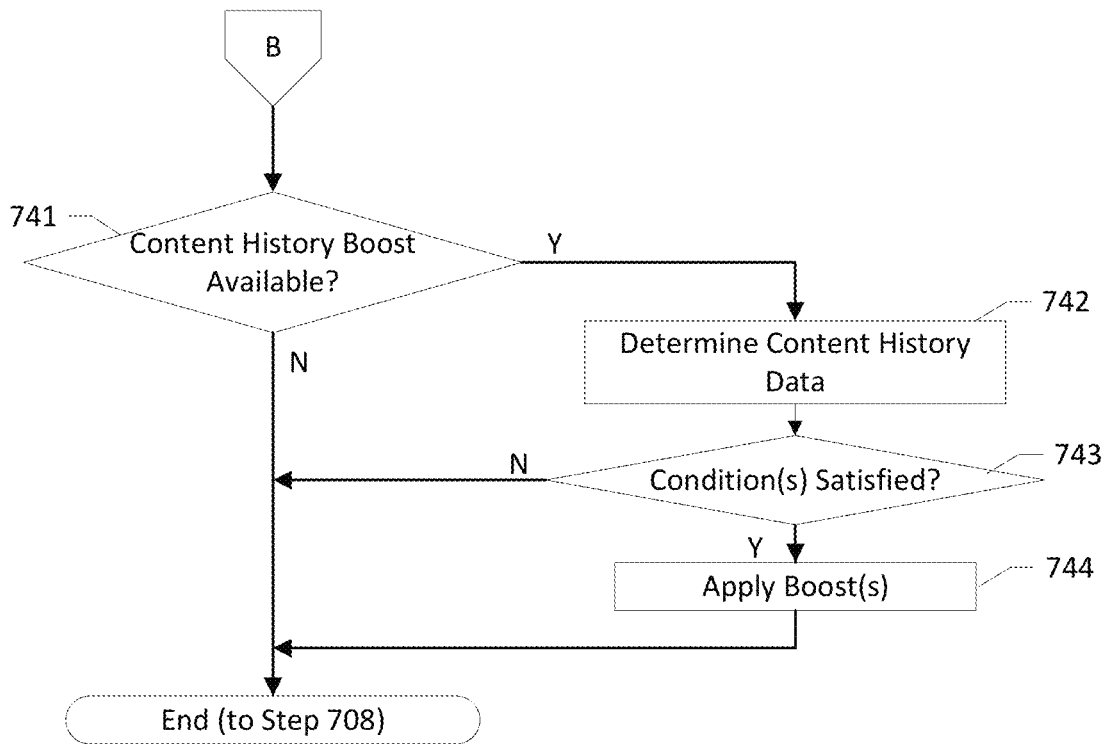 B
741
Content History Boost
Available?
Y
N
742
Determine Content History
Data
743
Condition(s) Satisfied?
N
Y
744
Apply Boost(s)
End (to Step 708)